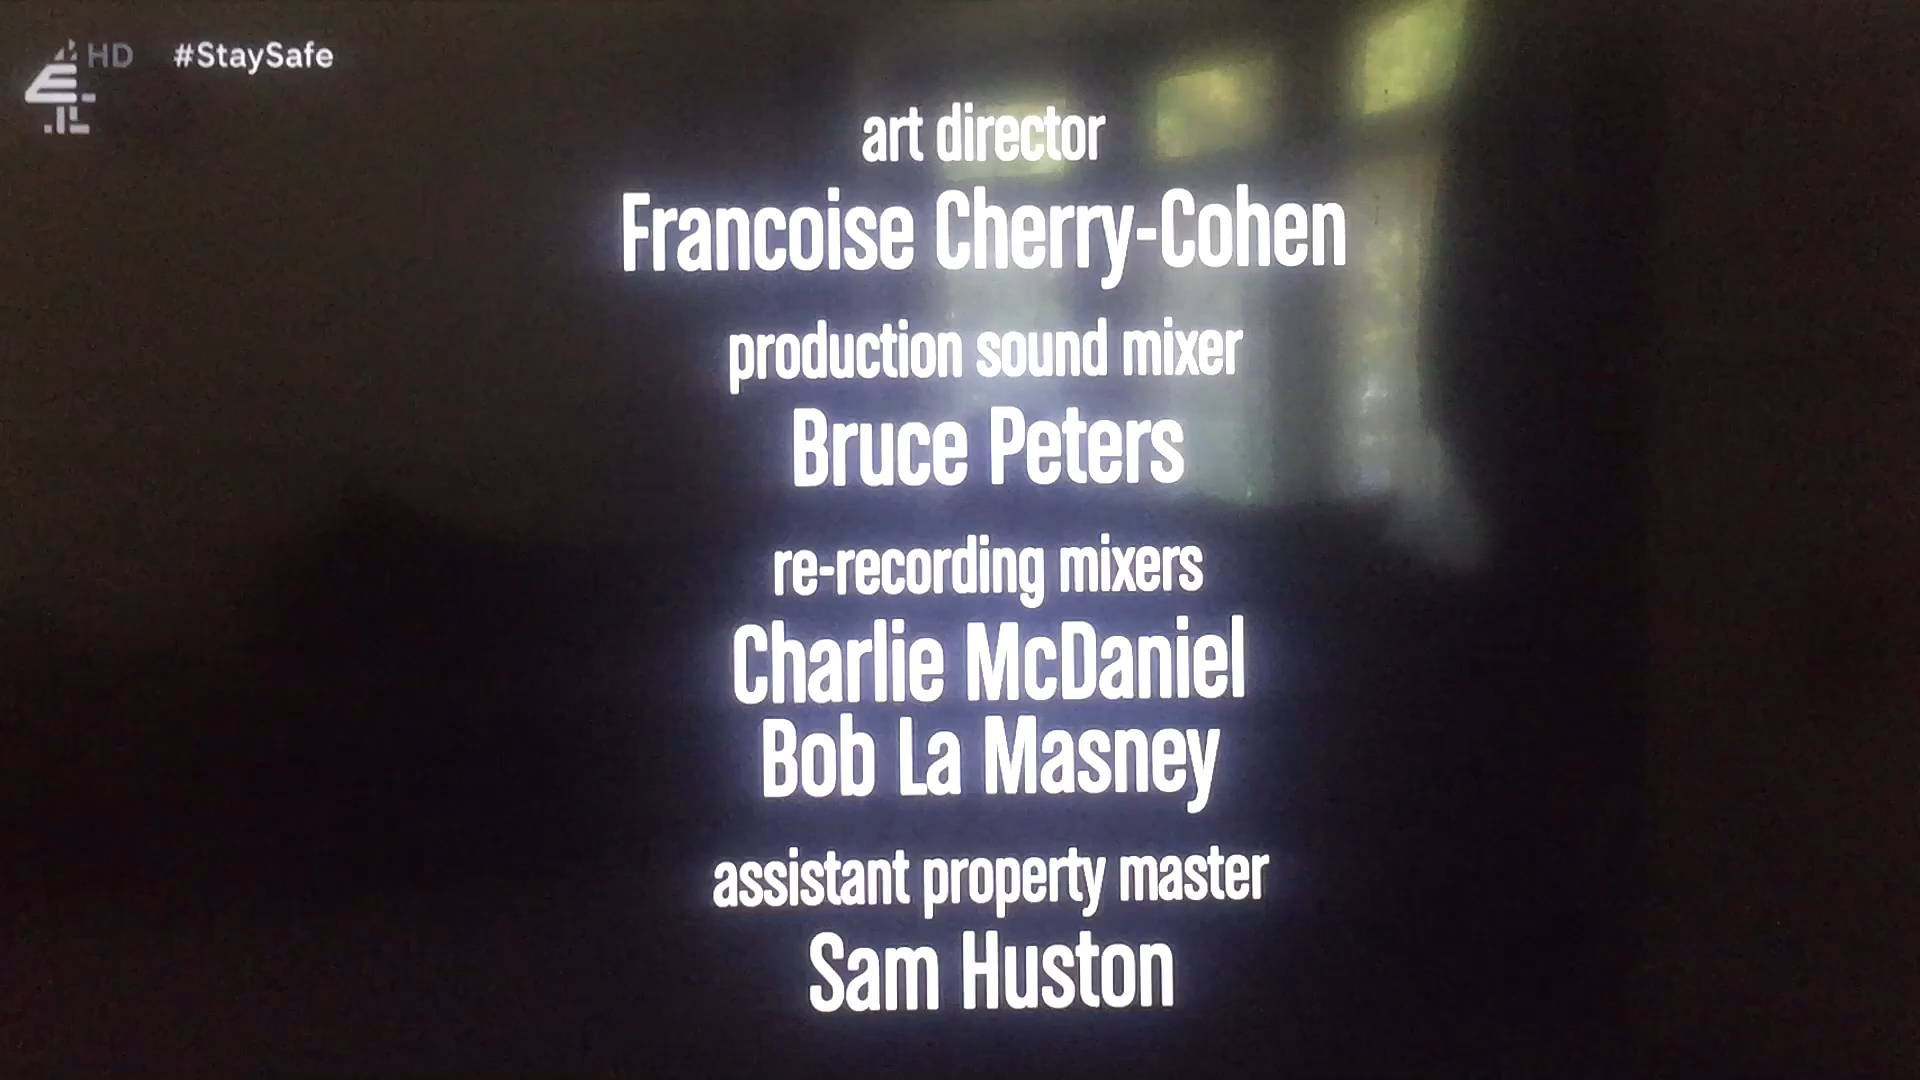 HD #StaySafe
art director
Francoise Cherry-Cohen
production sound mixer
Bruce Peters
re-recording mixers
Charlie McDaniel
Bob La Masney
assistant property master
Sam Huston